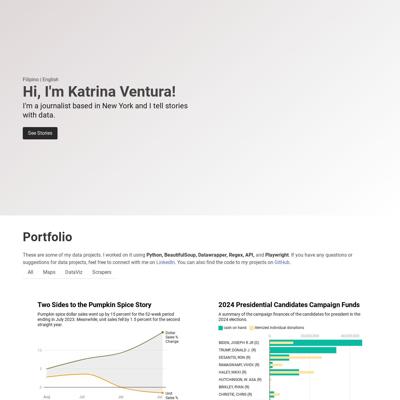 Filipino | English
Hi, I'm Katrina Ventura!
I'm a journalist based in New York and I tell stories
with data.
See Stories
Portfolio
These are some of my data projects. I worked on it using Python, BeautifulSoup, Datawrapper, Regex, API, and Playwright. If you have any questions or
suggestions for data projects, feel free to connect with me on LinkedIn. You can also find the code to my projects on GitHub.
All Maps DataViz Scrapers
Two Sides to the Pumpkin Spice Story
Pumpkin spice dollar sales went up by 15 percent for the 52-week period
ending in July 2023. Meanwhile, unit sales fell by 1.5 percent for the second
straight year.
Dollar
Sales %
Change
Unit
Sales %
Aug Jul Jul Jul
2024 Presidential Candidates Campaign Funds
A summary of the campaign finances of the candidates for president in the
2024 elections.
cash on hand itemized individual donations
BIDEN, JOSEPH R JR (D)
TRUMP, DONALD J. (R)
DESANTIS, RON (R)
RAMASWAMY, VIVEK (R)
HALEY, NIKKI (R)
HUTCHINSON, W. ASA (R)
BINKLEY, RYAN (R)
CHRISTIE, CHRIS (R)